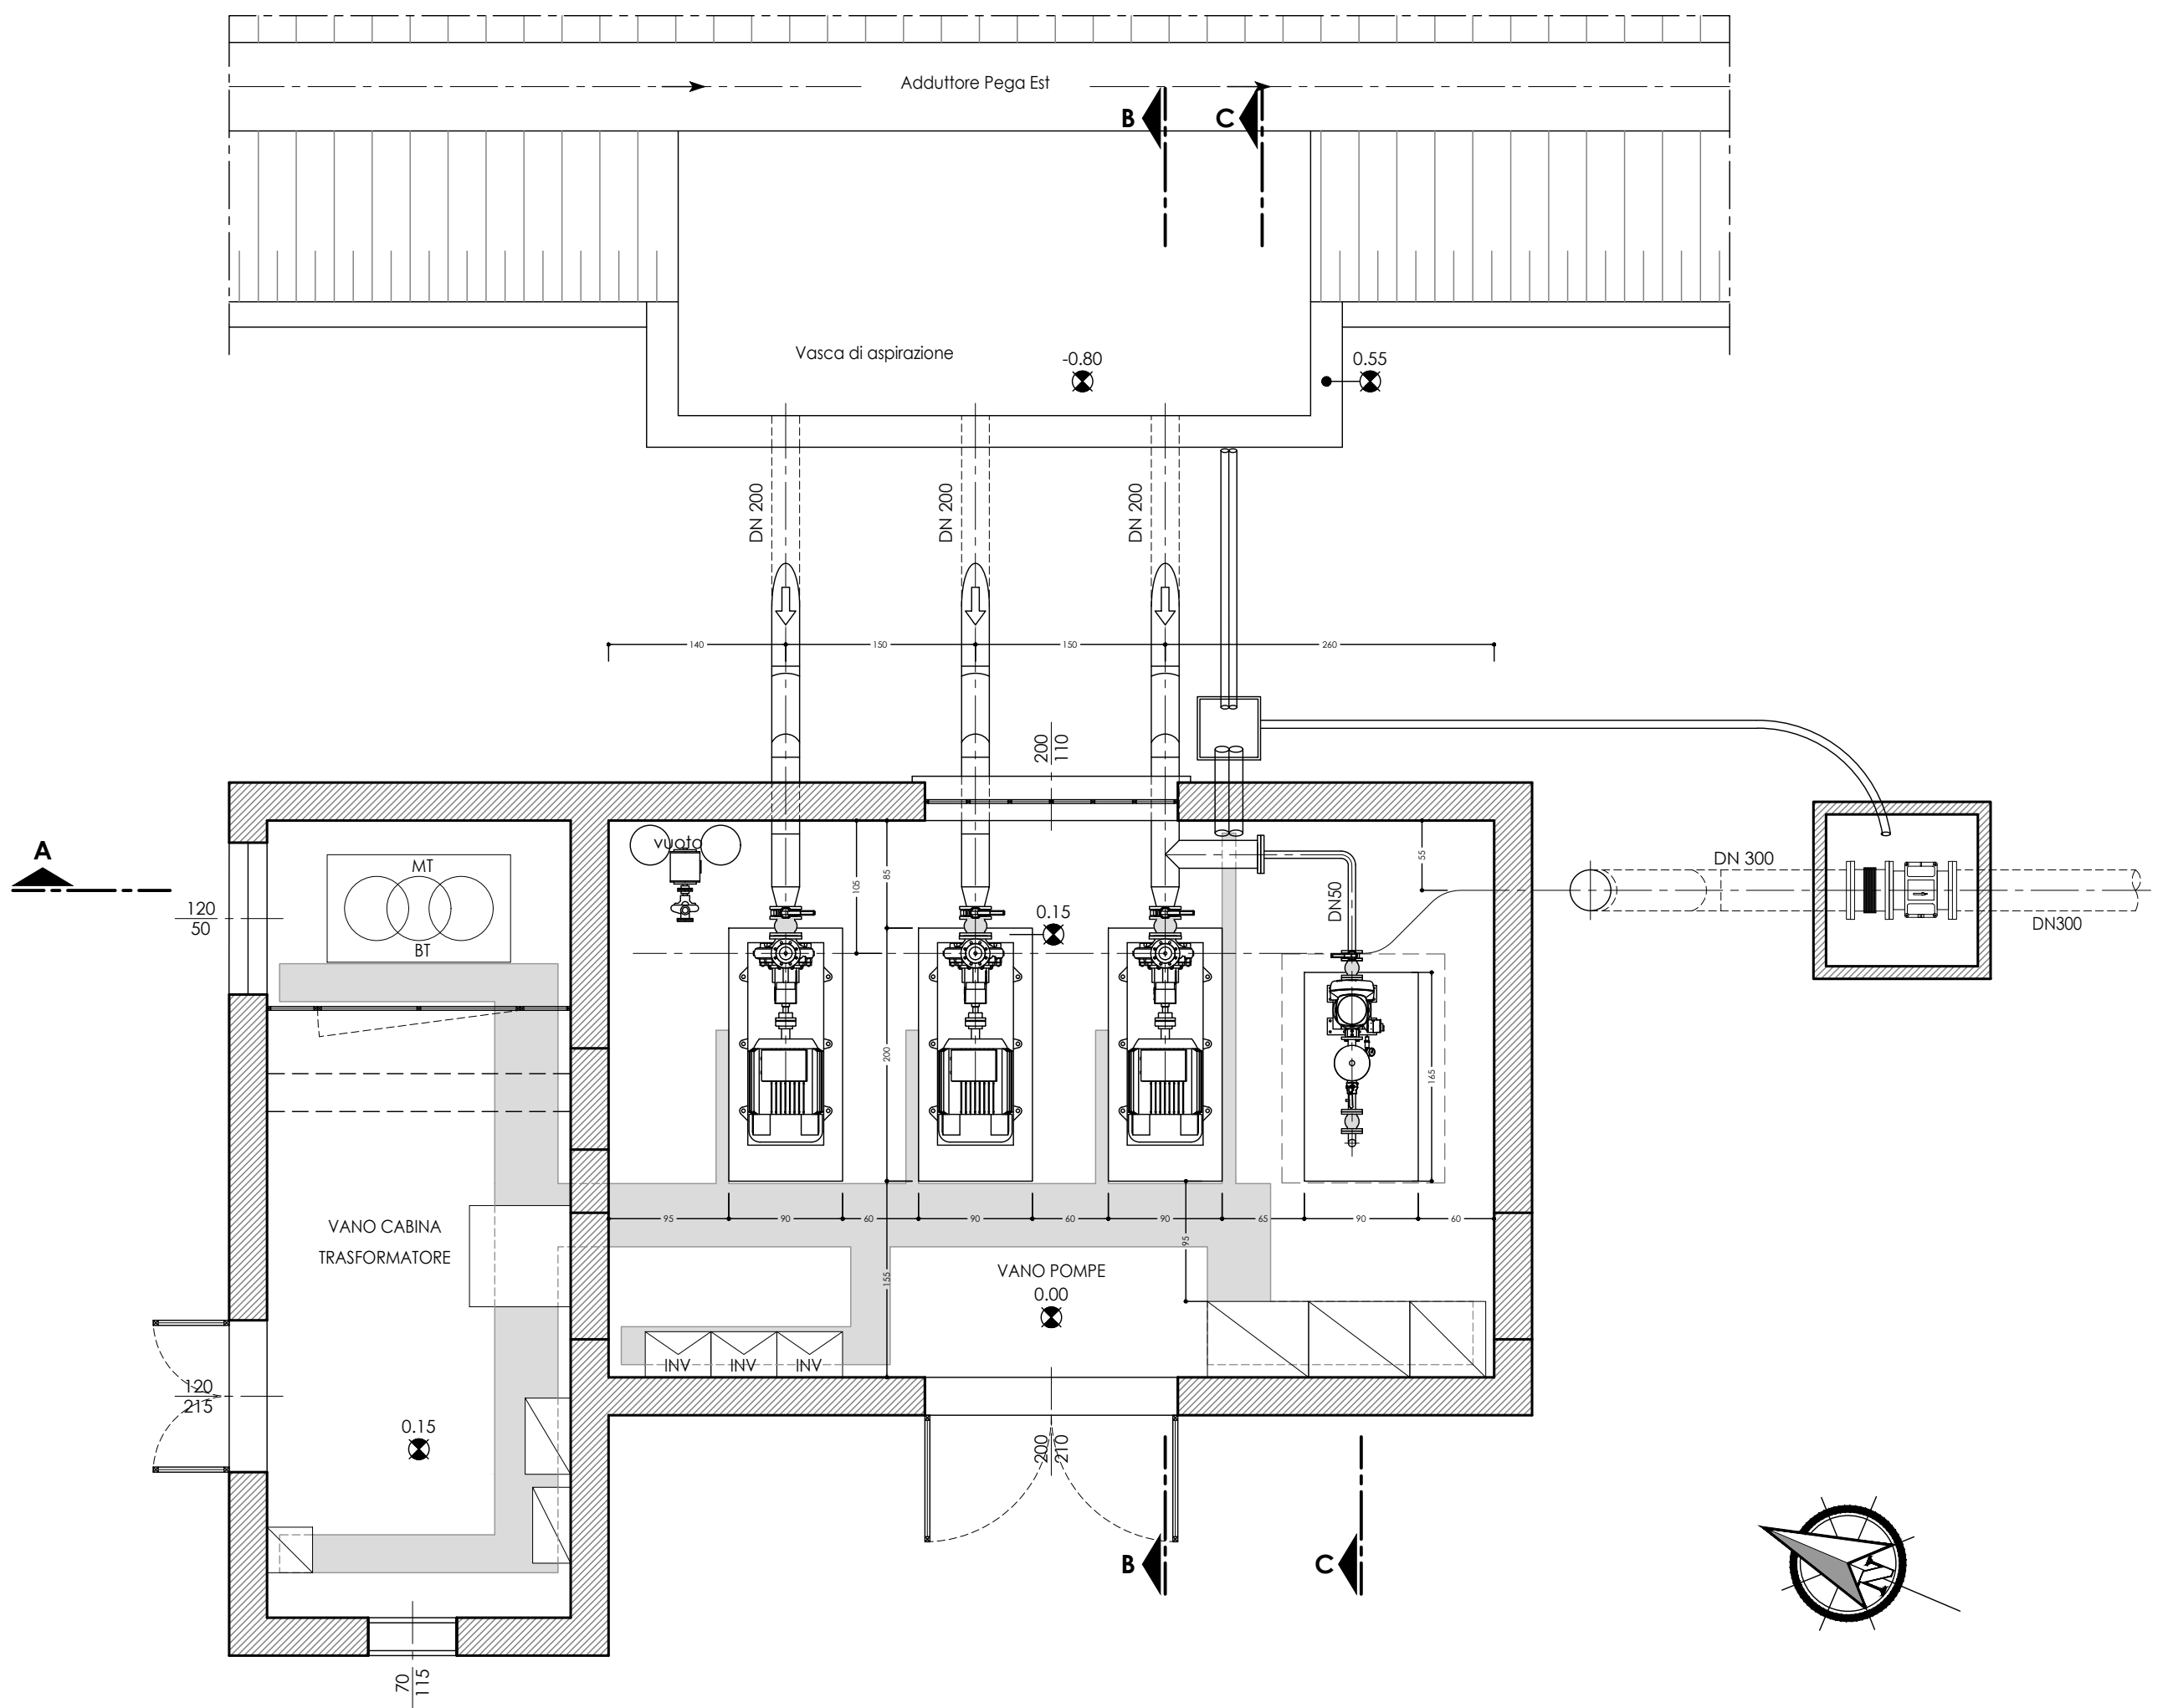 Adduttore Pega Est
B
C
Vasca di aspirazione
-0.80
0.55
DN 200
DN 200
DN 200
140
150
150
260
200
110
A
120
50
MT
BT
vuoto
105
85
0.15
DN50
55
DN 300
DN300
200
165
95
90
60
90
60
90
65
90
60
95
155
VANO CABINA
TRASFORMATORE
VANO POMPE
0.00
INV
INV
INV
120
215
0.15
200
210
B
C
N
70
115